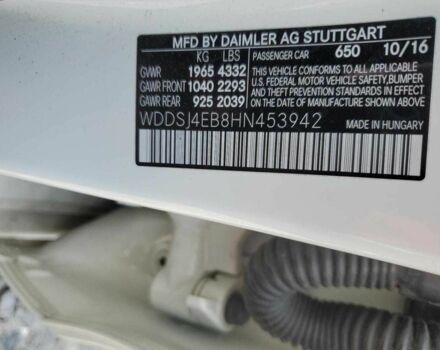 MFD BY DAIMLER AG STUTTGART
KG LBS PASSENGER CAR 650 10/16
GVWR 1965 4332 THIS VEHICLE CONFORMS TO ALL APPLICABLE
GAWR FRONT 1040 2293 U.S. FEDERAL MOTOR VEHICLE SAFETY, BUMPER
GAWR REAR 925 2039 AND THEFT PREVENTION STANDARDS IN EFFECT
ON THE DATE OF MANUFACTURE SHOWN ABOVE
WDDSJ4EB8HN453942 MADE IN HUNGARY